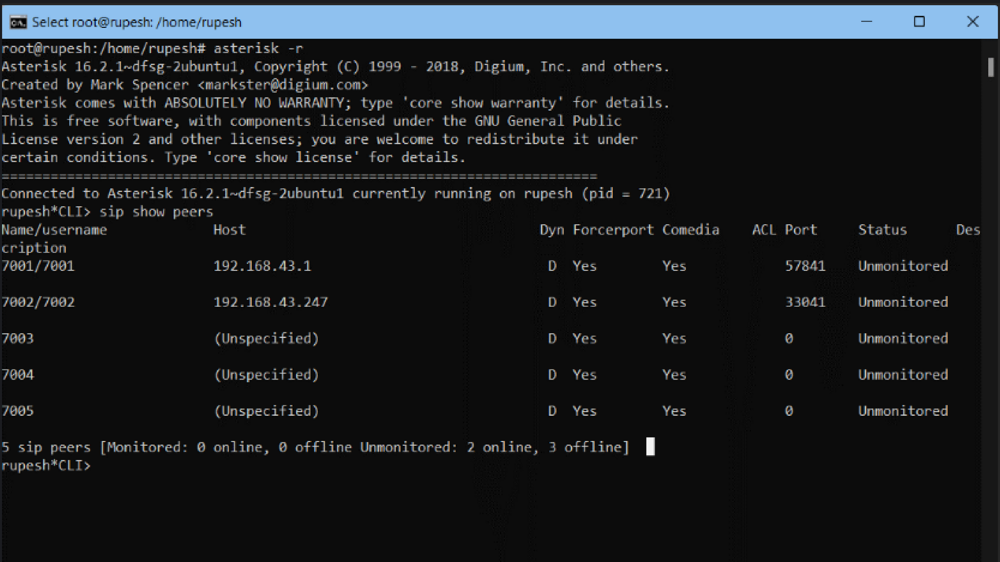 Select root@rupesh: /home/rupesh
root@rupesh:/home/rupesh# asterisk -r
Asterisk 16.2.1~dfsg-2ubuntu1, Copyright (C) 1999 - 2018, Digium, Inc. and others.
Created by Mark Spencer <markster@digium.com>
Asterisk comes with ABSOLUTELY NO WARRANTY; type 'core show warranty' for details.
This is free software, with components licensed under the GNU General Public
License version 2 and other licenses; you are welcome to redistribute it under
certain conditions. Type 'core show license' for details.
=========================================================================
Connected to Asterisk 16.2.1~dfsg-2ubuntu1 currently running on rupesh (pid = 721)
rupesh*CLI> sip show peers
Name/username             Host                                    Dyn Forcerport Comedia    ACL Port     Status      Des
cription
7001/7001                 192.168.43.1                             D  Yes        Yes            57841    Unmonitored
7002/7002                 192.168.43.247                           D  Yes        Yes            33041    Unmonitored
7003                      (Unspecified)                            D  Yes        Yes            0        Unmonitored
7004                      (Unspecified)                            D  Yes        Yes            0        Unmonitored
7005                      (Unspecified)                            D  Yes        Yes            0        Unmonitored
5 sip peers [Monitored: 0 online, 0 offline Unmonitored: 2 online, 3 offline]
rupesh*CLI>